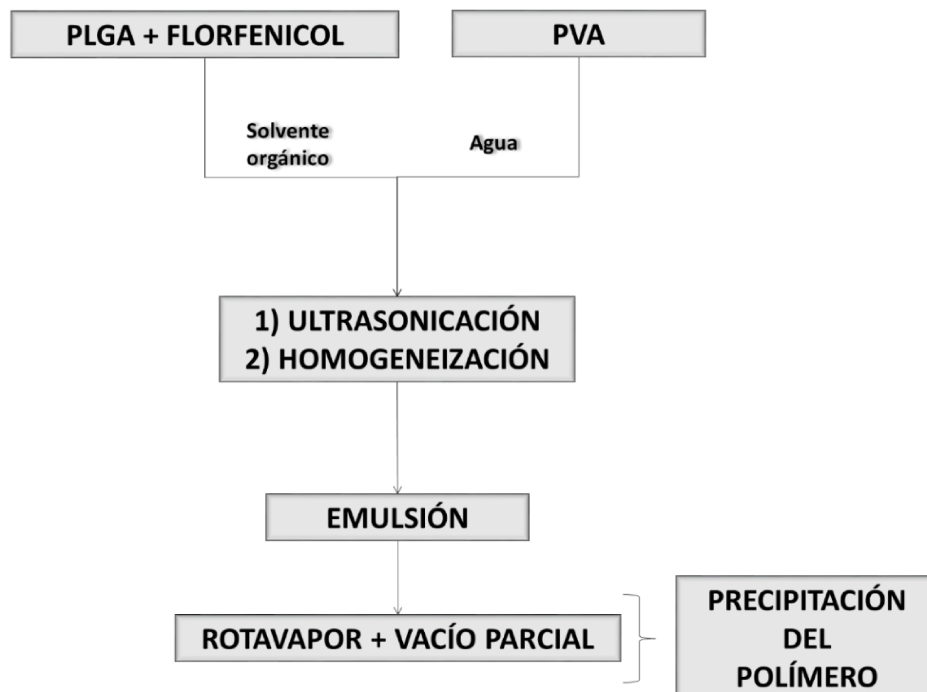 PLGA + FLORFENICOL
PVA
Solvente
orgánico
Agua
1) ULTRASONICACIÓN
2) HOMOGENEIZACIÓN
EMULSIÓN
ROTAVAPOR + VACÍO PARCIAL
PRECIPITACIÓN
DEL
POLÍMERO